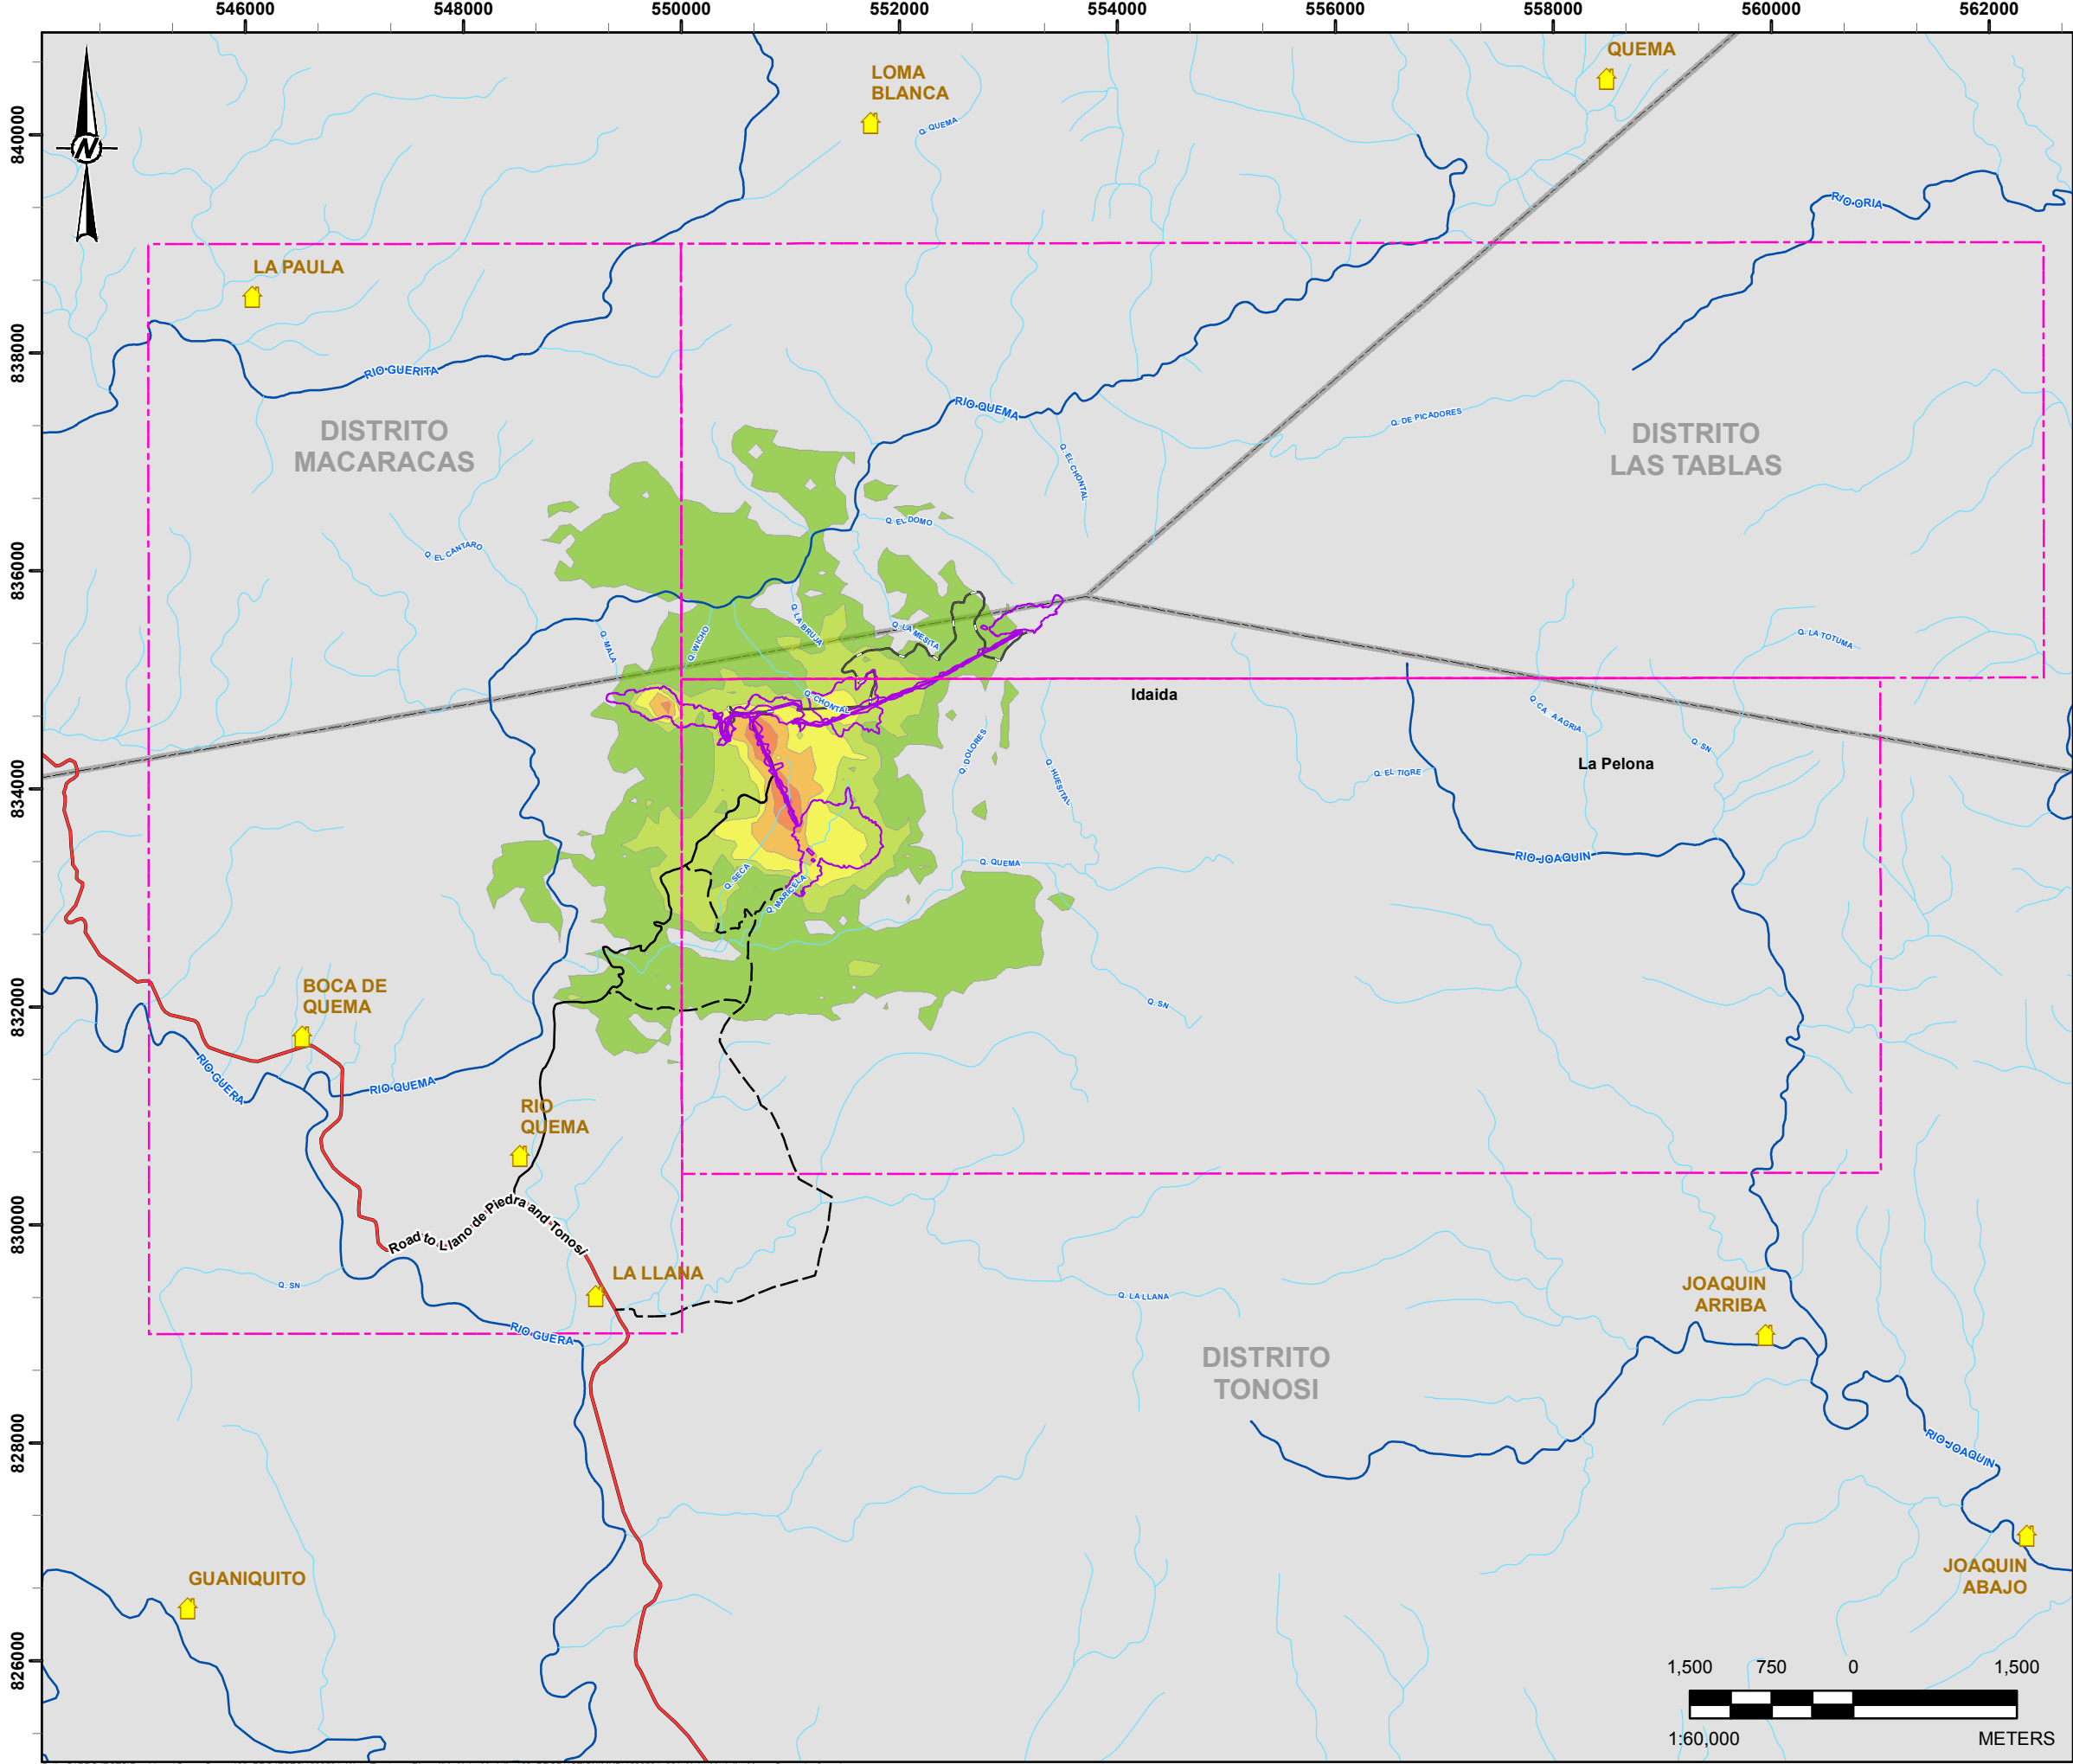 546000
548000
550000
552000
554000
556000
558000
560000
562000
840000
838000
836000
834000
832000
830000
828000
826000
N
QUEMA
LOMA
BLANCA
Q. QUEMA
RIO ORIA
LA PAULA
RIO GUERITA
RIO QUEMA
Q. DE PICADORES
DISTRITO
MACARACAS
DISTRITO
LAS TABLAS
Q. EL CHONTAL
Q. EL DOMO
Q. EL CANTARO
Q. MALA
Q. WICHO
Q. LA BRUJA
Q. LA MESITA
Q. LA TOTUMA
Q. CHONTAL
Idaida
Q. CA. AAGRIA
Q. SN
Q. DOLORES
Q. HUESITAL
Q. EL TIGRE
La Pelona
Q. SECA
Q. MARICELA
Q. QUEMA
RIO JOAQUIN
BOCA DE
QUEMA
Q. SN
RIO GUERA
RIO QUEMA
RIO
QUEMA
Road to Llano de Piedra and Tonosi
Q. SN
LA LLANA
Q. LA LLANA
JOAQUIN
ARRIBA
RIO GUERA
DISTRITO
TONOSI
RIO JOAQUIN
GUANIQUITO
JOAQUIN
ABAJO
1,500 750 0 1,500
1:60,000 METERS